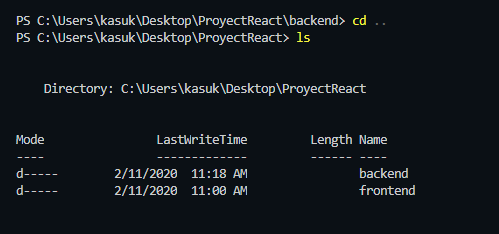 PS C:\Users\kasuk\Desktop\ProyectReact\backend> cd ..
PS C:\Users\kasuk\Desktop\ProyectReact> ls
Directory: C:\Users\kasuk\Desktop\ProyectReact
Mode LastWriteTime Length Name
---- ------------- ------ ----
d----- 2/11/2020 11:18 AM backend
d----- 2/11/2020 11:00 AM frontend